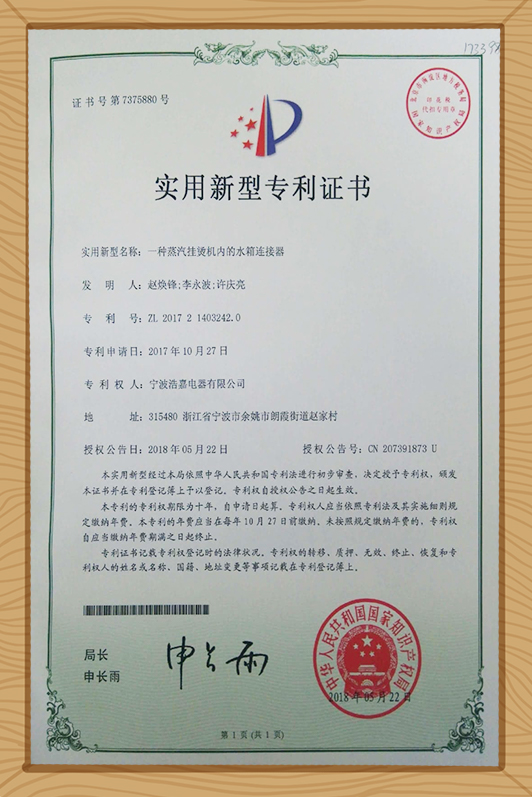 173398
证书号第7375880号
实用新型专利证书
实用新型名称：一种蒸汽挂烫机内的水箱连接器
发明人：赵焕锋;李永波;许庆亮
专利号：ZL 2017 2 1403242.0
专利申请日：2017年10月27日
专利权人：宁波浩嘉电器有限公司
地址：315480 浙江省宁波市余姚市朗霞街道赵家村
授权公告日：2018年05月22日 授权公告号：CN 207391873 U
本实用新型经过本局依照中华人民共和国专利法进行初步审查，决定授予专利权，颁发
本证书并在专利登记簿上予以登记。专利权自授权公告之日起生效。
本专利的专利权期限为十年，自申请日起算。专利权人应当依照专利法及其实施细则规
定缴纳年费。本专利的年费应当在每年10月27日前缴纳。未按照规定缴纳年费的，专利权
自应当缴纳年费期满之日起终止。
专利证书记载专利权登记时的法律状况。专利权的转移、质押、无效、终止、恢复和专
利权人的姓名或名称、国籍、地址变更等事项记载在专利登记簿上。
局长
申长雨
申长雨
中华人民共和国国家知识产权局
2018年05月22日
第1页(共1页)